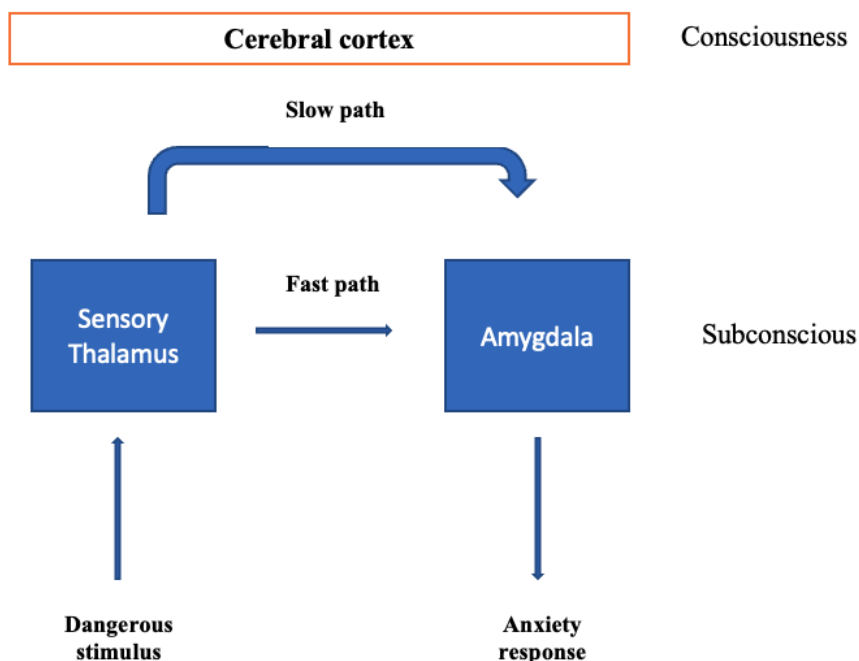 Cerebral cortex
Consciousness
Slow path
Sensory
Thalamus
Fast path
Amygdala
Subconscious
Dangerous
stimulus
Anxiety
response